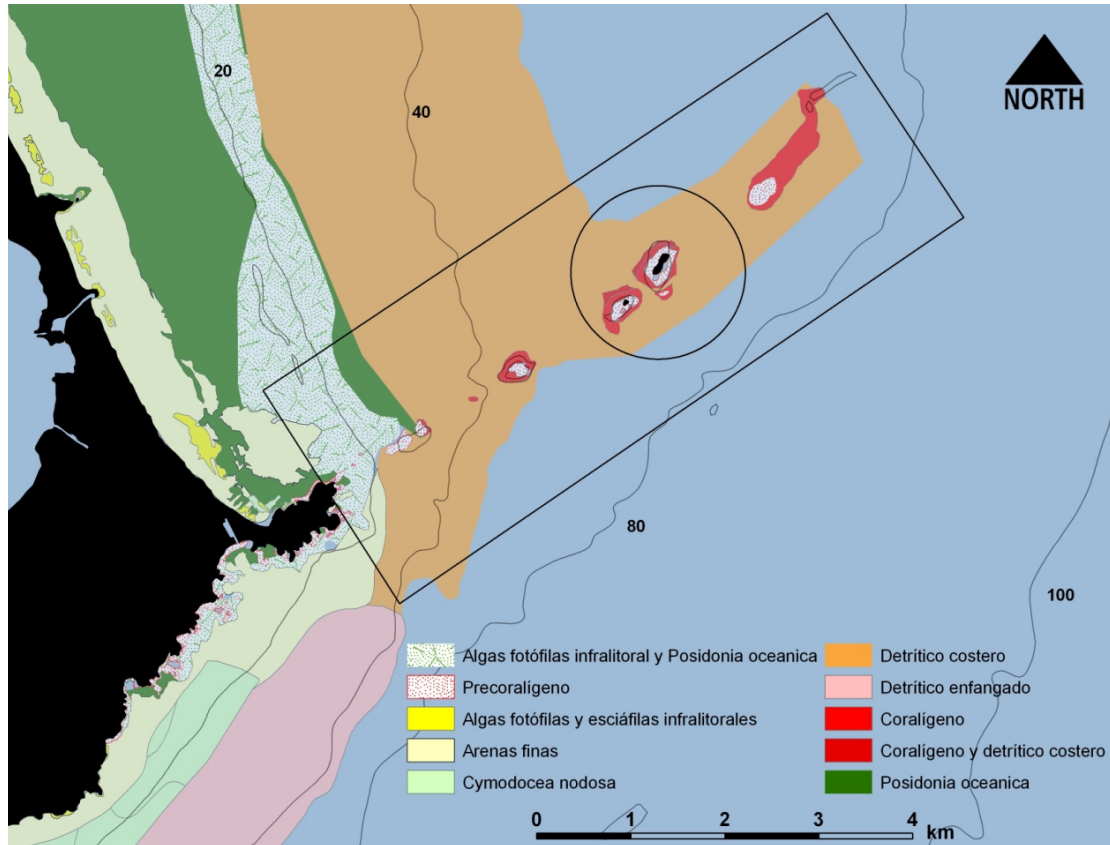 20
40
NORTH
80
100
Algas fotófilas infralitoral y Posidonia oceanica
Precoralígeno
Algas fotófilas y esciáfilas infralitorales
Arenas finas
Cymodocea nodosa
Detrítico costero
Detrítico enfangado
Coralígeno
Coralígeno y detrítico costero
Posidonia oceanica
0 1 2 3 4
km